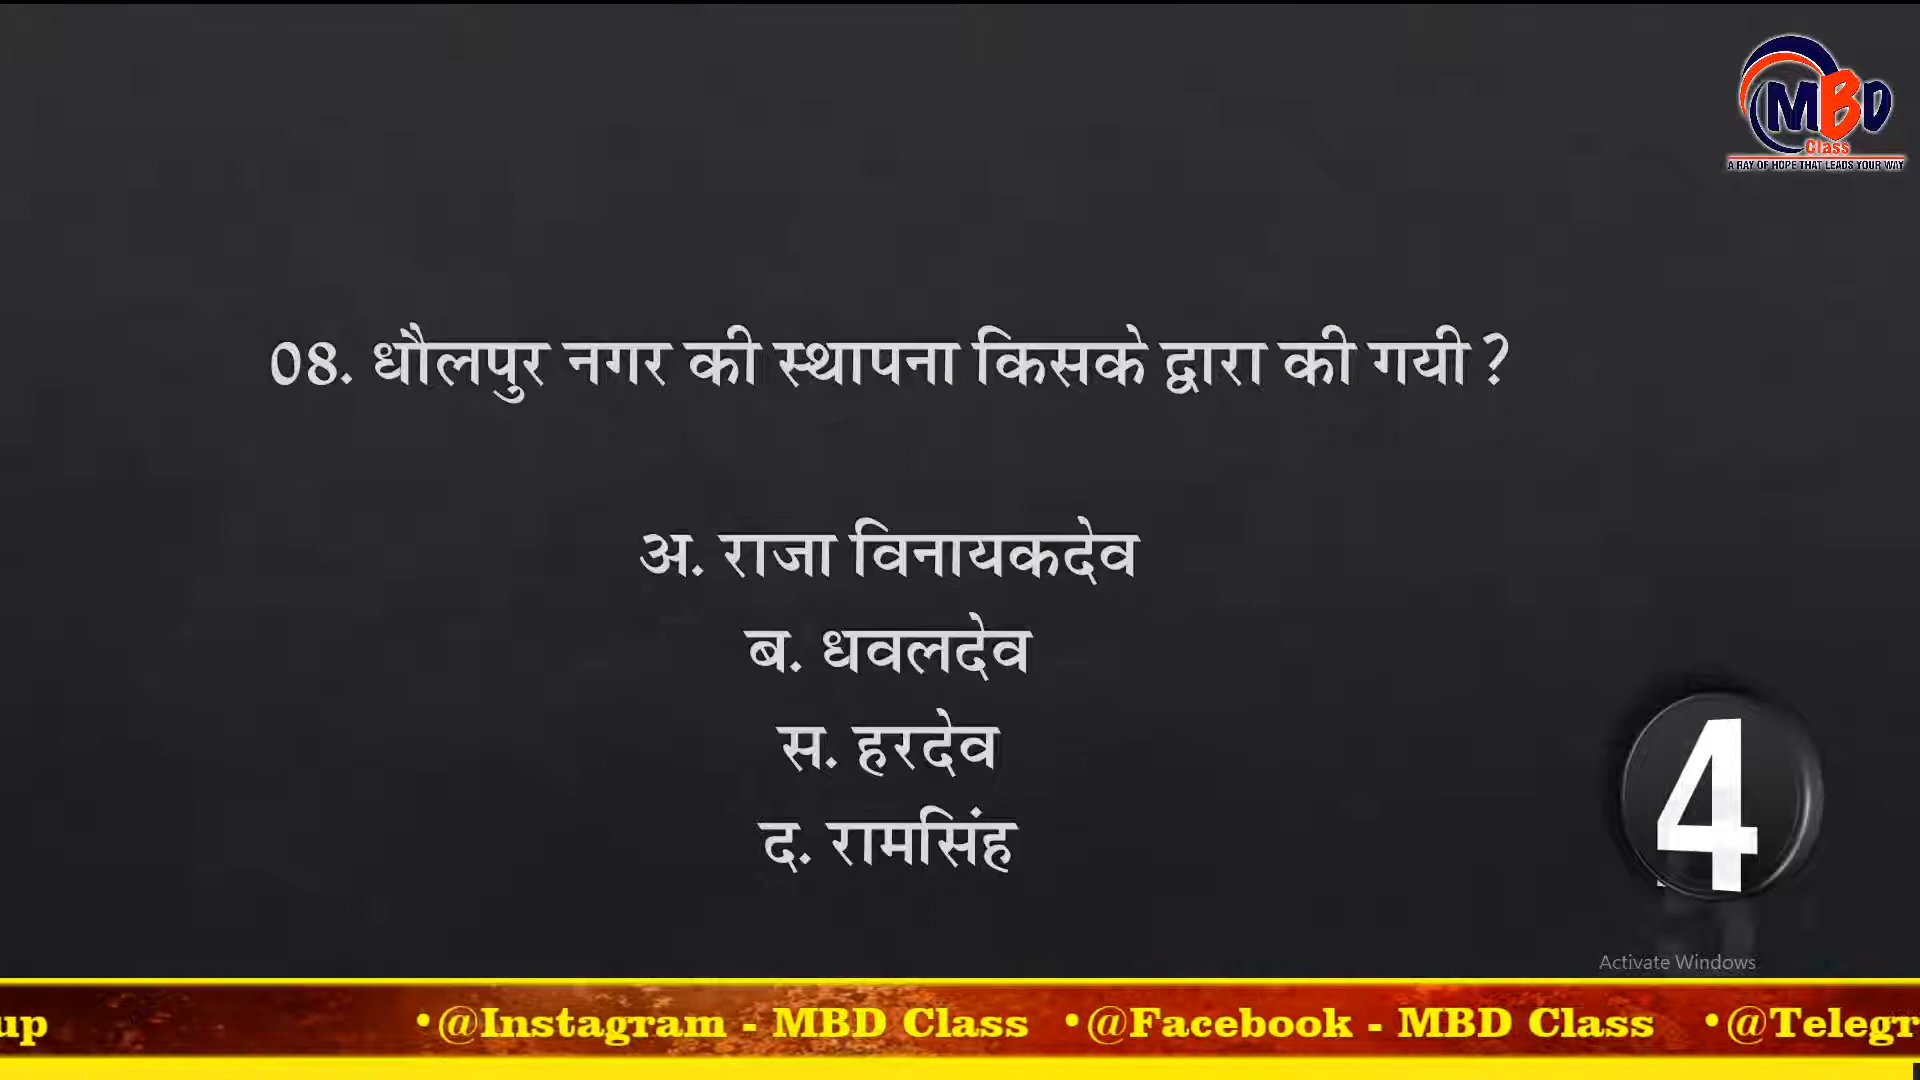 MBD
Class
A RAY OF HOPE THAT LEADS YOUR WAY
08. धौलपुर नगर की स्थापना किसके द्वारा की गयी ?
अ. राजा विनायकदेव
ब. धवलदेव
स. हरदेव
द. रामसिंह
4
Activate Windows
up •@Instagram - MBD Class •@Facebook - MBD Class •@Telegr